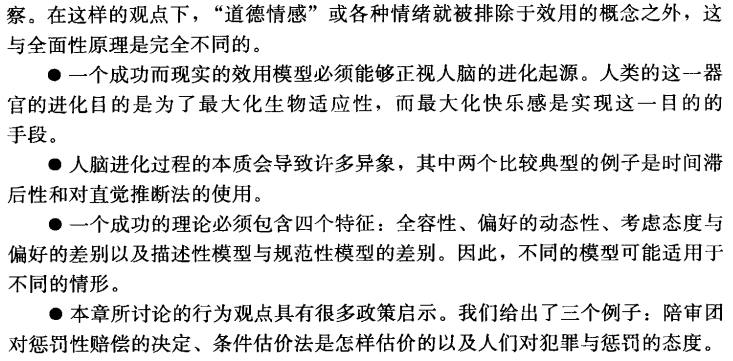 察。在这样的观点下，“道德情感”或各种情绪就被排除于效用的概念之外，这
与全面性原理是完全不同的。
● 一个成功而现实的效用模型必须能够正视人脑的进化起源。人类的这一器
官的进化目的是为了最大化生物适应性，而最大化快乐感是实现这一目的的
手段。
● 人脑进化过程的本质会导致许多异象，其中两个比较典型的例子是时间滞
后性和对直觉推断法的使用。
● 一个成功的理论必须包含四个特征：全容性、偏好的动态性、考虑态度与
偏好的差别以及描述性模型与规范性模型的差别。因此，不同的模型可能适用于
不同的情形。
● 本章所讨论的行为观点具有很多政策启示。我们给出了三个例子：陪审团
对惩罚性赔偿的决定、条件估价法是怎样估价的以及人们对犯罪与惩罚的态度。